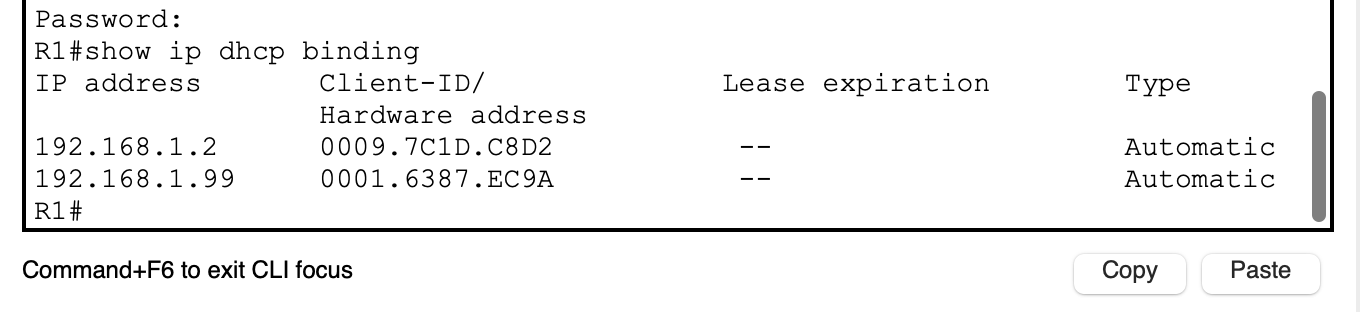 Password:
R1#show ip dhcp binding
IP address Client-ID/ Lease expiration Type
Hardware address
192.168.1.2 0009.7C1D.C8D2 -- Automatic
192.168.1.99 0001.6387.EC9A -- Automatic
R1#
Command+F6 to exit CLI focus
Copy Paste